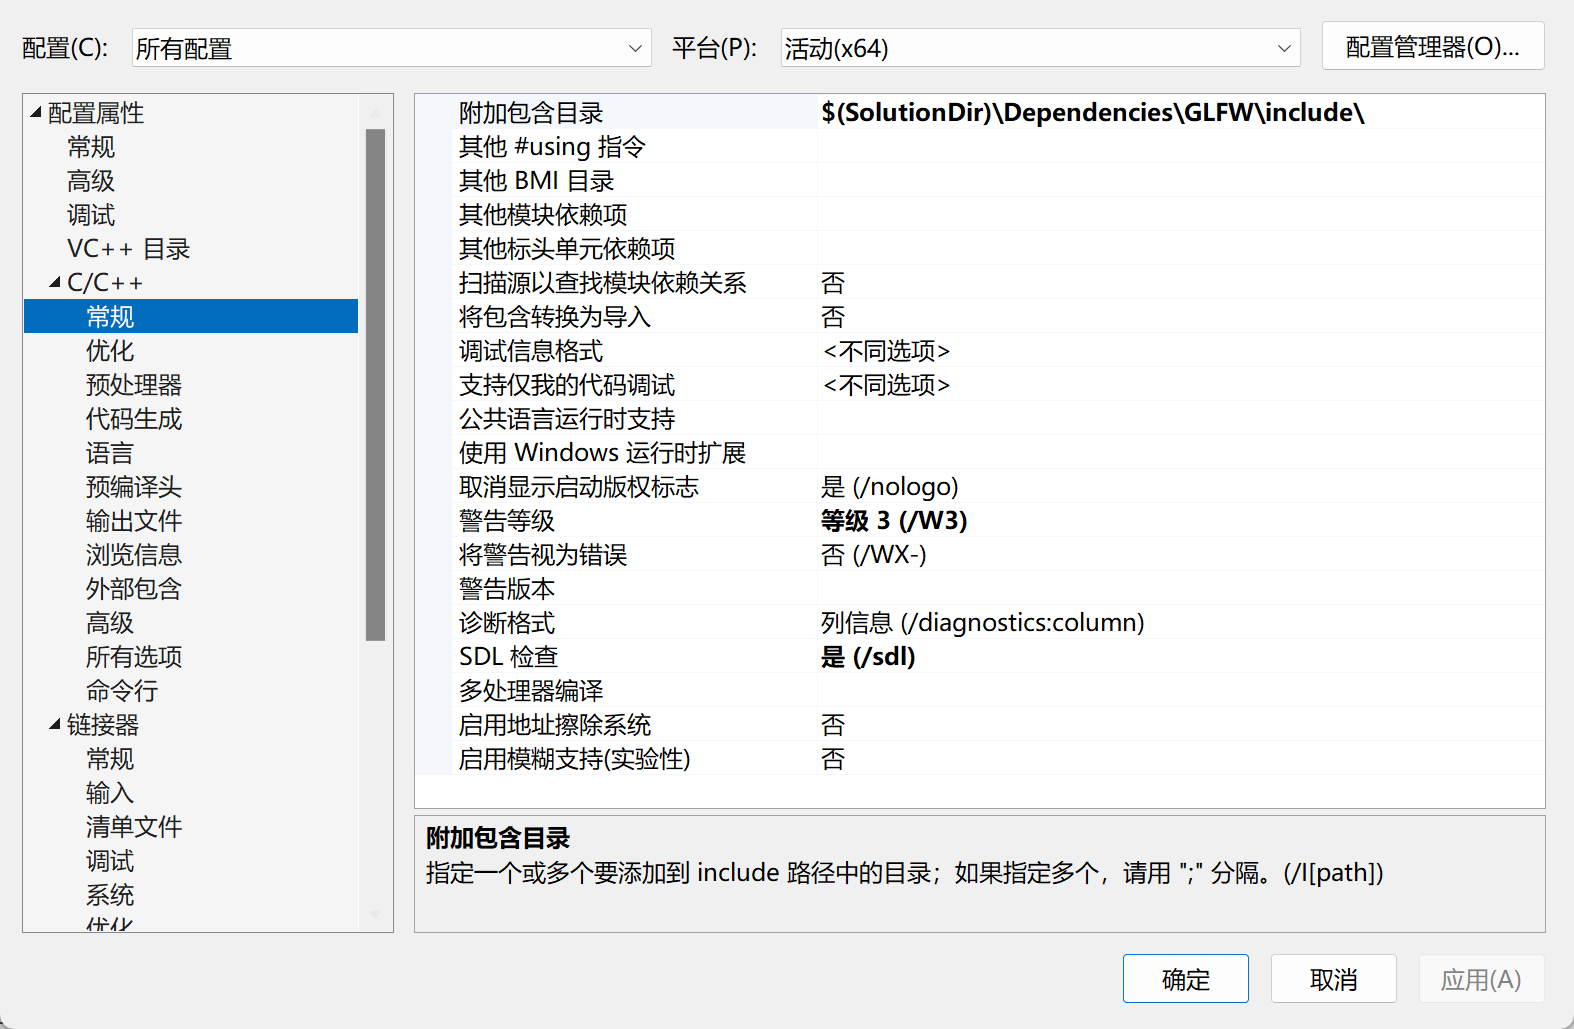 配置(C):
所有配置
平台(P):
活动(x64)
配置管理器(O)...
配置属性
常规
高级
调试
VC++ 目录
C/C++
常规
优化
预处理器
代码生成
语言
预编译头
输出文件
浏览信息
外部包含
高级
所有选项
命令行
链接器
常规
输入
清单文件
调试
系统
优化
附加包含目录 $(SolutionDir)\Dependencies\GLFW\include\
其他 #using 指令
其他 BMI 目录
其他模块依赖项
其他标头单元依赖项
扫描源以查找模块依赖关系 否
将包含转换为导入 否
调试信息格式 <不同选项>
支持仅我的代码调试 <不同选项>
公共语言运行时支持
使用 Windows 运行时扩展
取消显示启动版权标志 是 (/nologo)
警告等级 等级 3 (/W3)
将警告视为错误 否 (/WX-)
警告版本
诊断格式 列信息 (/diagnostics:column)
SDL 检查 是 (/sdl)
多处理器编译
启用地址擦除系统 否
启用模糊支持(实验性) 否
附加包含目录
指定一个或多个要添加到 include 路径中的目录；如果指定多个，请用 ";" 分隔。(/I[path])
确定
取消
应用(A)